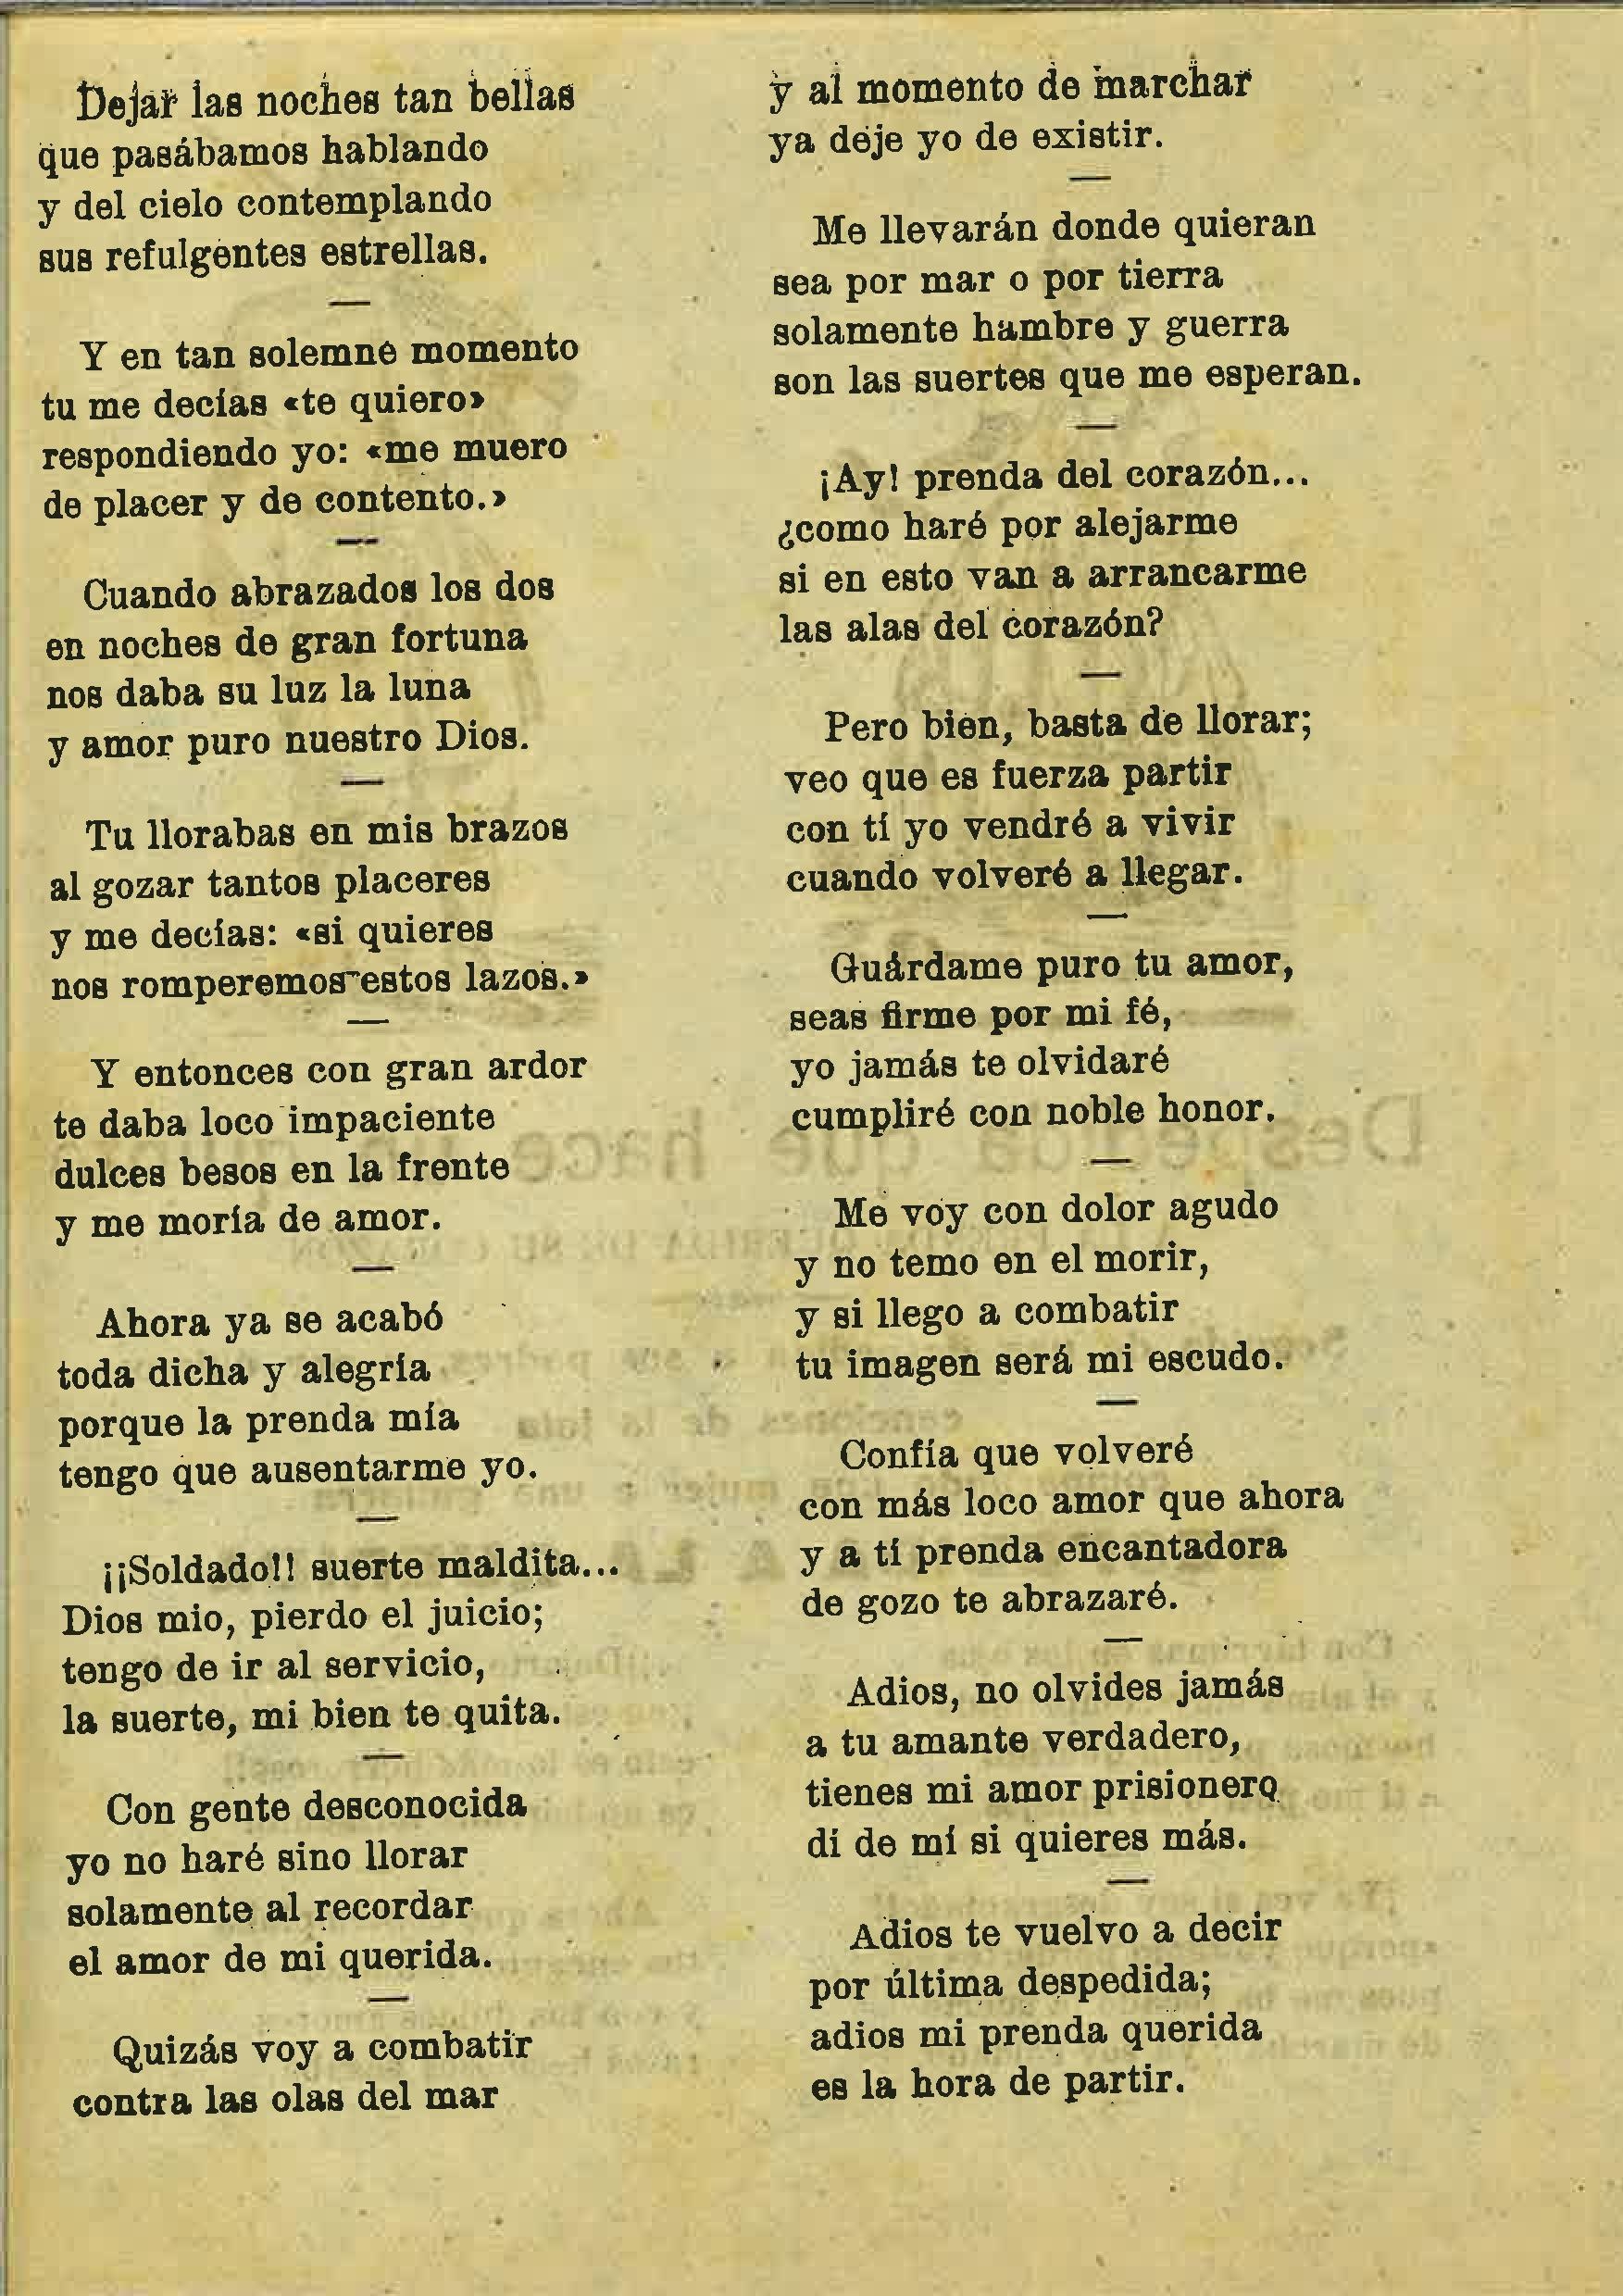 Dejar las noches tan bellas
que pasábamos hablando
y del cielo contemplando
sus refulgentes estrellas.
—
Y en tan solemne momento
tu me decías «te quiero»
respondiendo yo: «me muero
de placer y de contento.»
—
Cuando abrazados los dos
en noches de gran fortuna
nos daba su luz la luna
y amor puro nuestro Dios.
—
Tu llorabas en mis brazos
al gozar tantos placeres
y me decías: «si quieres
nos romperemos estos lazos.»
—
Y entonces con gran ardor
te daba loco impaciente
dulces besos en la frente
y me moría de amor.
—
Ahora ya se acabó
toda dicha y alegría
porque la prenda mía
tengo que ausentarme yo.
—
¡¡Soldado!! suerte maldita...
Dios mio, pierdo el juicio;
tengo de ir al servicio,
la suerte, mi bien te quita.
—
Con gente desconocida
yo no haré sino llorar
solamente al recordar
el amor de mi querida.
—
Quizás voy a combatir
contra las olas del mar
y al momento de marchar
ya deje yo de existir.
—
Me llevarán donde quieran
sea por mar o por tierra
solamente hambre y guerra
son las suertes que me esperan.
—
¡Ay! prenda del corazón...
¿como haré por alejarme
si en esto van a arrancarme
las alas del corazón?
—
Pero bien, basta de llorar;
veo que es fuerza partir
con tí yo vendré a vivir
cuando volveré a llegar.
—
Guárdame puro tu amor,
seas firme por mi fé,
yo jamás te olvidaré
cumpliré con noble honor.
—
Me voy con dolor agudo
y no temo en el morir,
y si llego a combatir
tu imagen será mi escudo.
—
Confía que volveré
con más loco amor que ahora
y a tí prenda encantadora
de gozo te abrazaré.
—
Adios, no olvides jamás
a tu amante verdadero,
tienes mi amor prisionero
dí de mí si quieres más.
—
Adios te vuelvo a decir
por última despedida;
adios mi prenda querida
es la hora de partir.